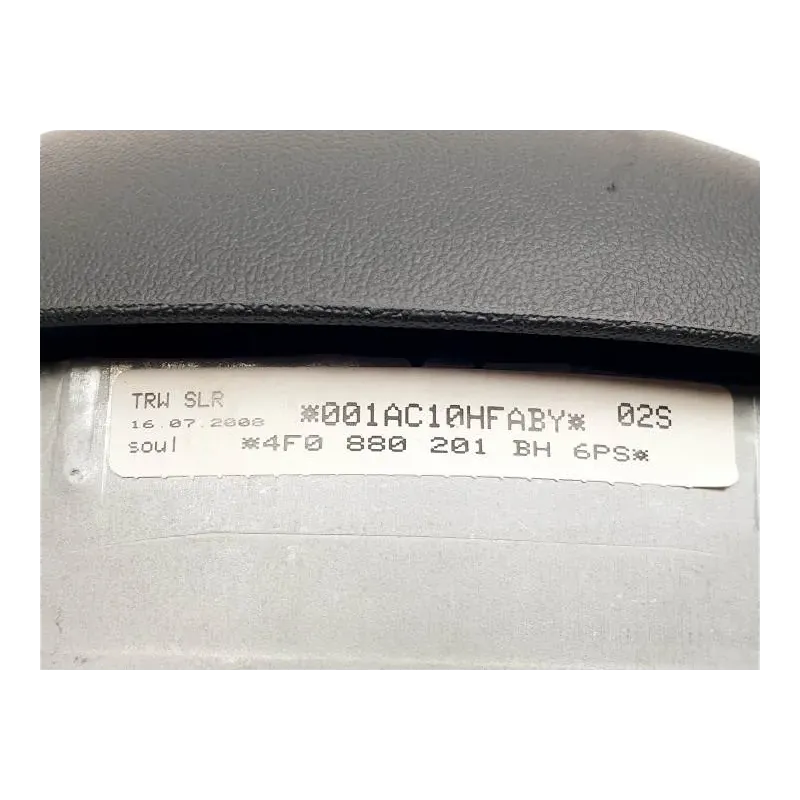 TRW SLR
16.07.2008 *001AC10HFABY* 02S
soul *4F0 880 201 BH 6PS*